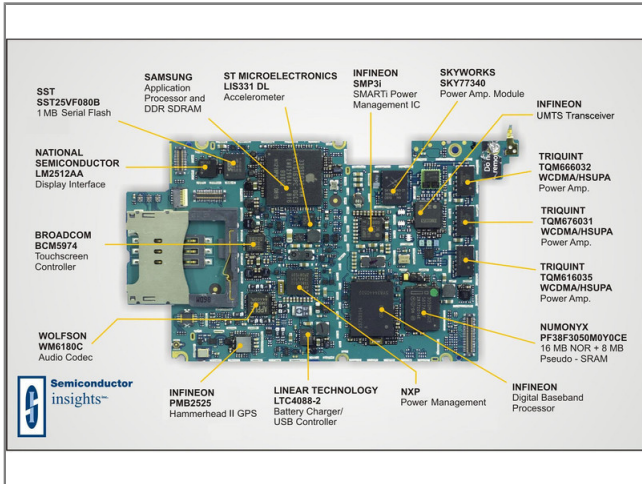 SST
SST25VF080B
1 MB Serial Flash
SAMSUNG
Application
Processor and
DDR SDRAM
ST MICROELECTRONICS
LIS331 DL
Accelerometer
INFINEON
SMP3i
SMARTi Power
Management IC
SKYWORKS
SKY77340
Power Amp. Module
INFINEON
UMTS Transceiver
NATIONAL
SEMICONDUCTOR
LM2512AA
Display Interface
Do not
remove
TRIQUINT
TQM666032
WCDMA/HSUPA
Power Amp.
BROADCOM
BCM5974
Touchscreen
Controller
TRIQUINT
TQM676031
WCDMA/HSUPA
Power Amp.
TRIQUINT
TQM616035
WCDMA/HSUPA
Power Amp.
WOLFSON
WM6180C
Audio Codec
NUMONYX
PF38F3050M0Y0CE
16 MB NOR + 8 MB
Pseudo - SRAM
INFINEON
PMB2525
Hammerhead II GPS
LINEAR TECHNOLOGY
LTC4088-2
Battery Charger/
USB Controller
NXP
Power Management
INFINEON
Digital Baseband
Processor
Semiconductor
insights